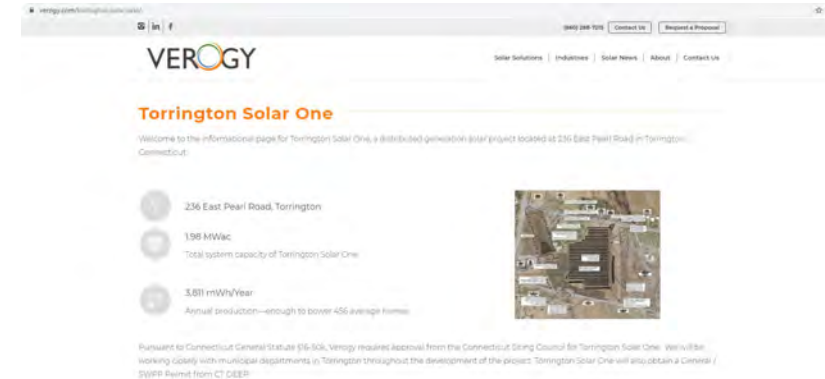 verogy.com/torrington-solar-one/
in f
(860) 288-7215 Contact Us Request a Proposal
VEROGY
Solar Solutions | Industries | Solar News | About | Contact Us
Torrington Solar One
Welcome to the informational page for Torrington Solar One, a distributed generation solar project located at 236 East Pearl Road in Torrington,
Connecticut.
236 East Pearl Road, Torrington
1.98 MWac
Total system capacity of Torrington Solar One
3,811 mWh/Year
Annual production—enough to power 456 average homes
Pursuant to Connecticut General Statute §16-50k, Verogy requires approval from the Connecticut Siting Council for Torrington Solar One. We will be
working closely with municipal departments in Torrington throughout the development of the project. Torrington Solar One will also obtain a General /
SWPP Permit from CT DEEP.